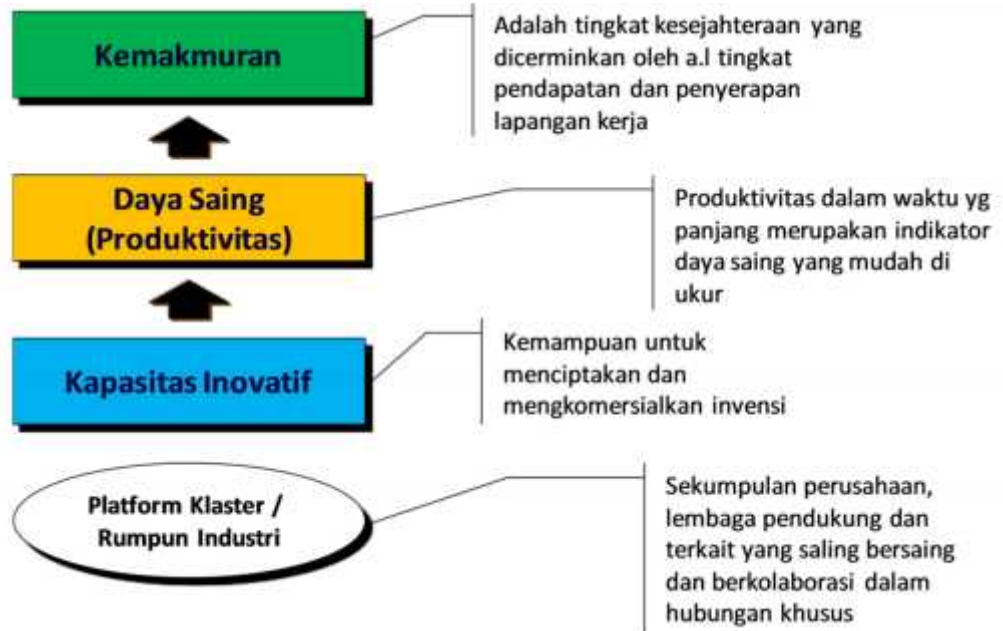 Kemakmuran
Adalah tingkat kesejahteraan yang
dicerminkan oleh a.l tingkat
pendapatan dan penyerapan
lapangan kerja
Daya Saing
(Produktivitas)
Produktivitas dalam waktu yg
panjang merupakan indikator
daya saing yang mudah di
ukur
Kapasitas Inovatif
Kemampuan untuk
menciptakan dan
mengkomersialkan invensi
Platform Klaster /
Rumpun Industri
Sekumpulan perusahaan,
lembaga pendukung dan
terkait yang saling bersaing
dan berkolaborasi dalam
hubungan khusus